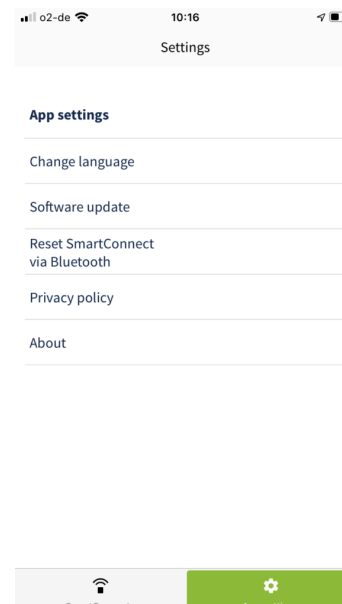 o2-de
10:16
Settings
App settings
Change language
Software update
Reset SmartConnect
via Bluetooth
Privacy policy
About